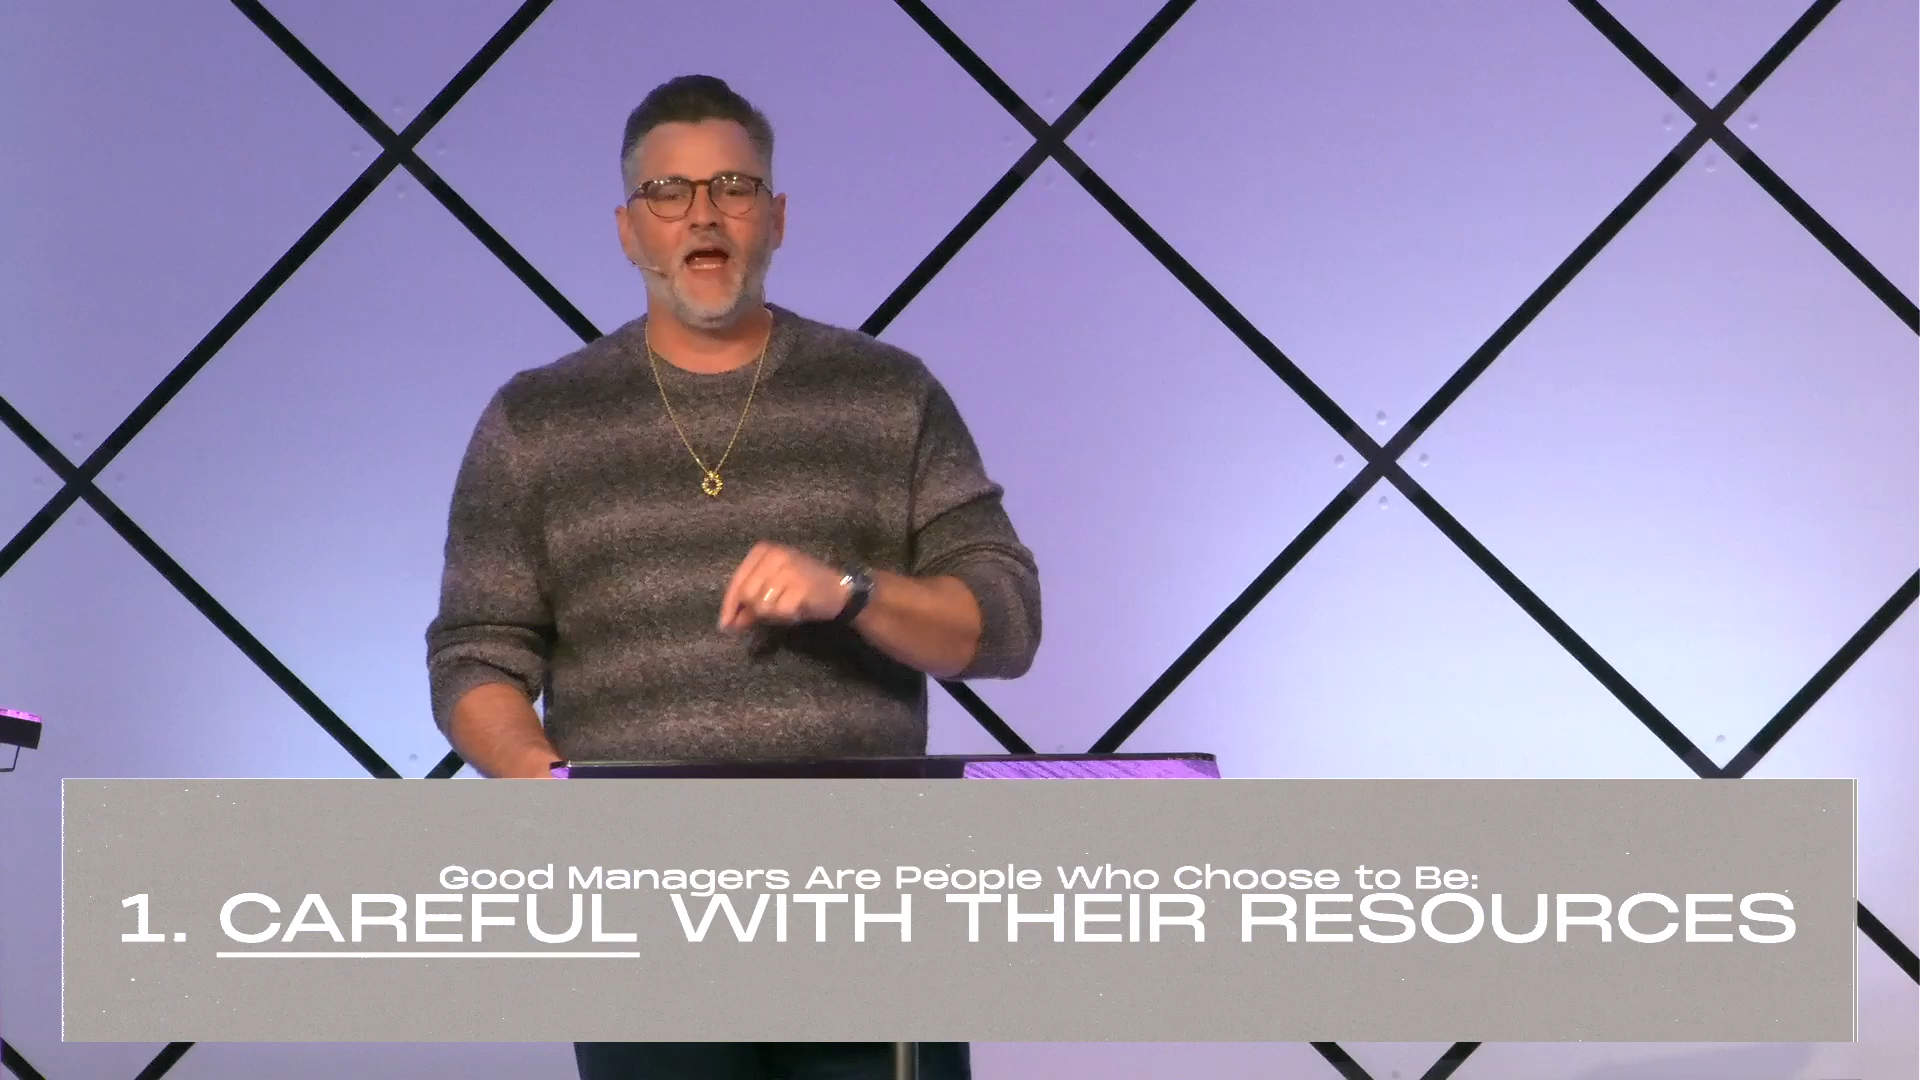 Good Managers Are People Who Choose to Be:
1. CAREFUL WITH THEIR RESOURCES